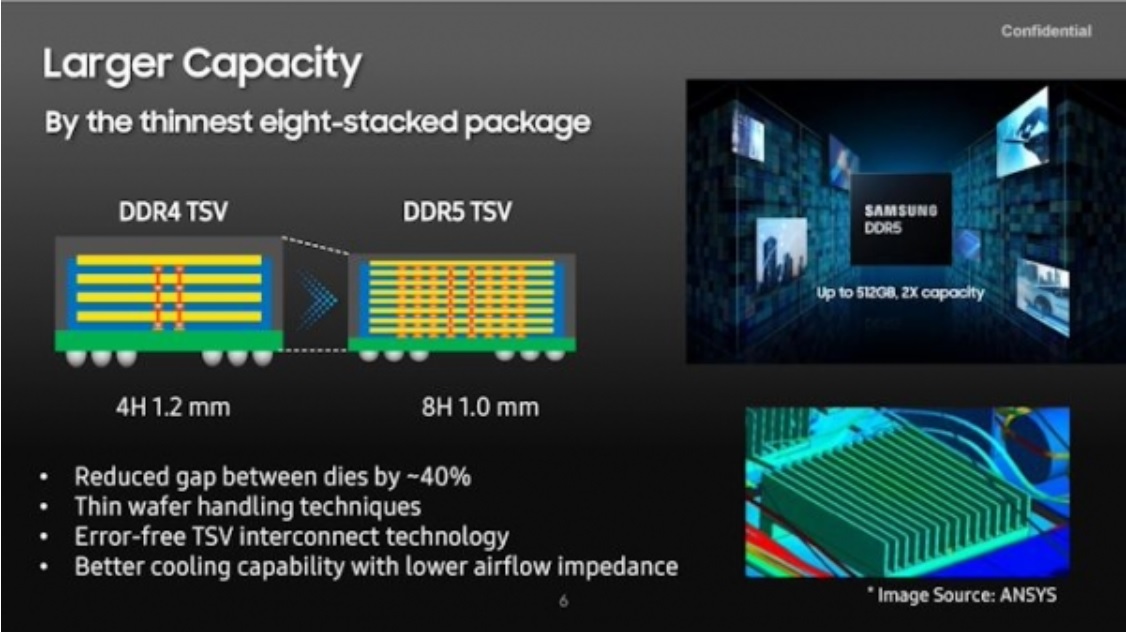 Confidential
Larger Capacity
By the thinnest eight-stacked package
DDR4 TSV
DDR5 TSV
4H 1.2 mm
8H 1.0 mm
SAMSUNG
DDR5
Up to 512GB, 2X capacity
• Reduced gap between dies by ~40%
• Thin wafer handling techniques
• Error-free TSV interconnect technology
• Better cooling capability with lower airflow impedance
* Image Source: ANSYS
6